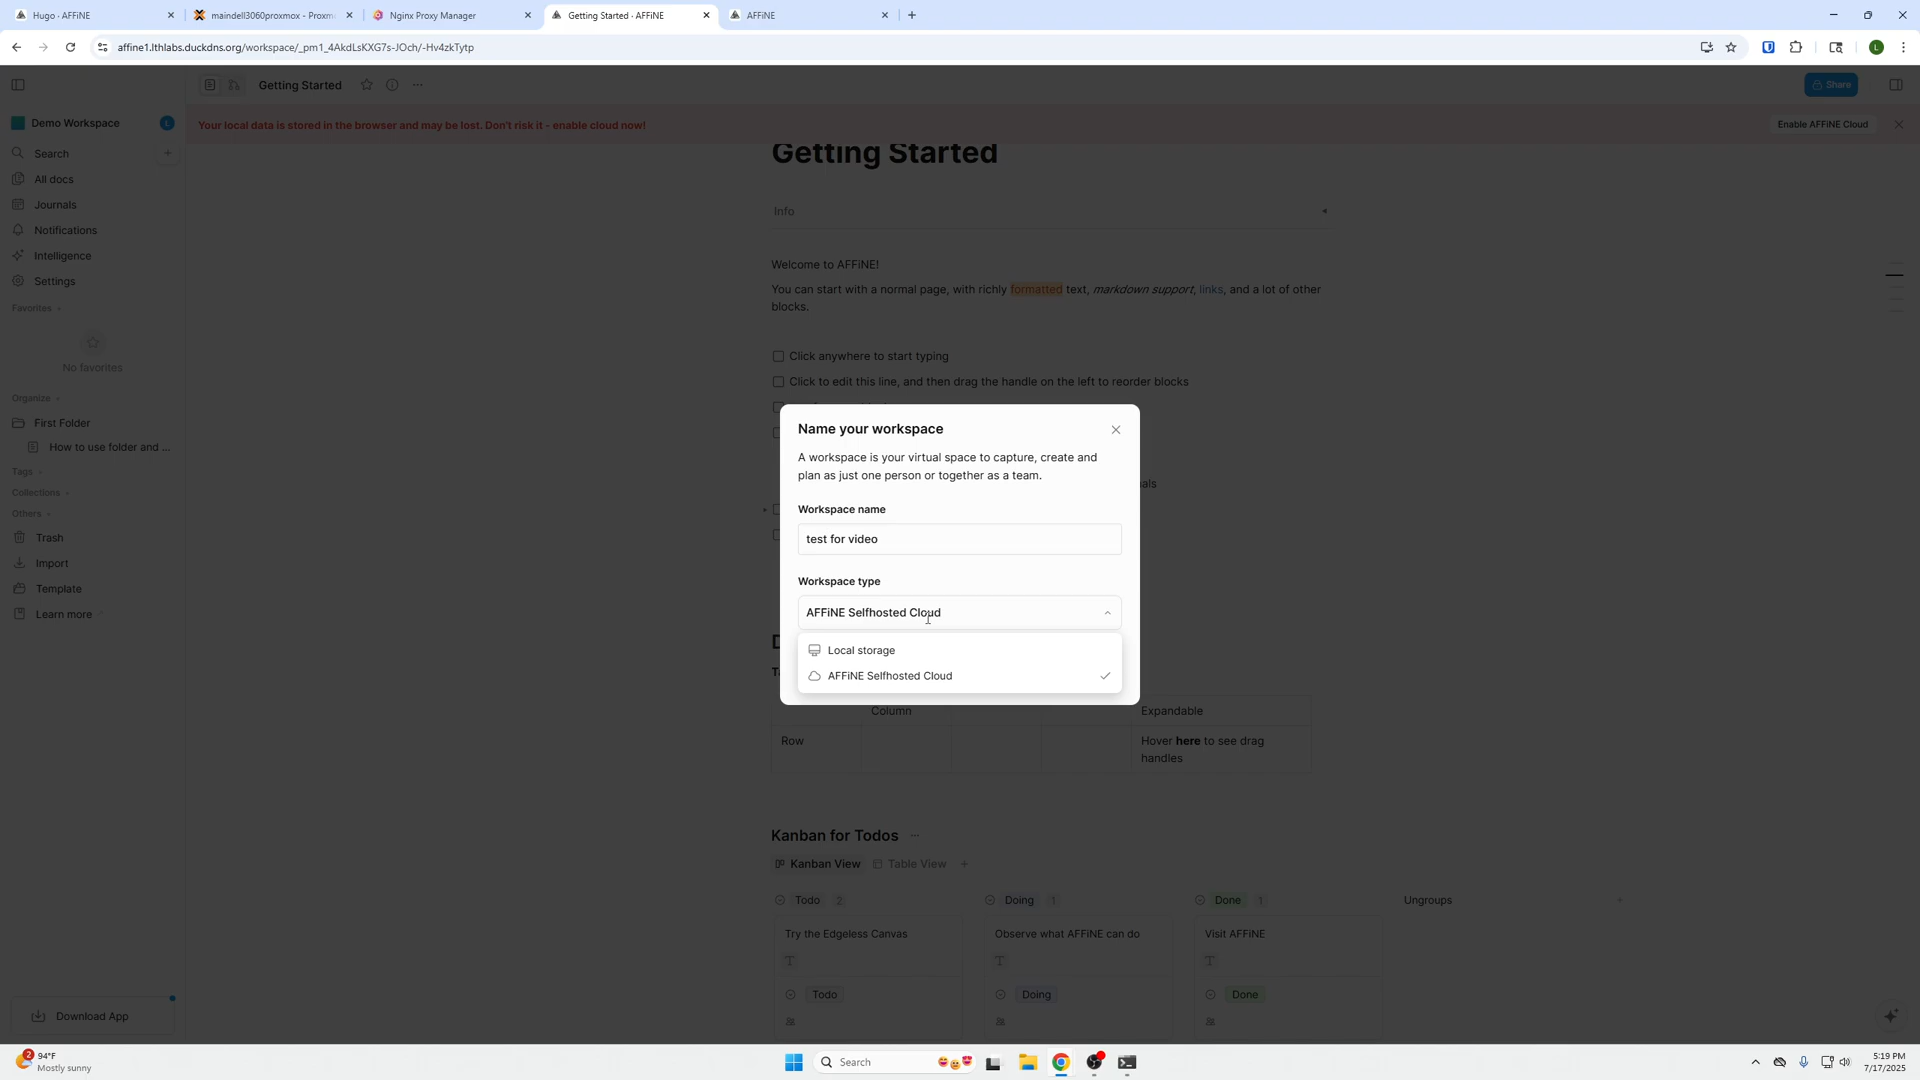 Hugo · AFFiNE
maindell3060proxmox - Proxm
Nginx Proxy Manager
Getting Started · AFFiNE
AFFiNE
affine1.lthlabs.duckdns.org/workspace/_pm1_4AkdLsKXG7s-JOch/-Hv4zkTytp
L
Getting Started
Share
Demo Workspace
Your local data is stored in the browser and may be lost. Don't risk it - enable cloud now!
Enable AFFiNE Cloud
Search
All docs
Journals
Notifications
Intelligence
Settings
Favorites
No favorites
Organize
First Folder
How to use folder and ...
Tags
Collections
Others
Trash
Import
Template
Learn more
Download App
Getting Started
Info
Welcome to AFFiNE!
You can start with a normal page, with richly formatted text, markdown support, links, and a lot of other
blocks.
Click anywhere to start typing
Click to edit this line, and then drag the handle on the left to reorder blocks
Name your workspace
A workspace is your virtual space to capture, create and
plan as just one person or together as a team.
Workspace name
test for video
Workspace type
AFFiNE Selfhosted Cloud
Local storage
AFFiNE Selfhosted Cloud
Column
Expandable
Row
Hover here to see drag
handles
Kanban for Todos
Kanban View
Table View
Todo 2
Doing 1
Done 1
Ungroups
Try the Edgeless Canvas
Observe what AFFiNE can do
Visit AFFiNE
Todo
Doing
Done
2
94°F
Mostly sunny
Search
5:19 PM
7/17/2025